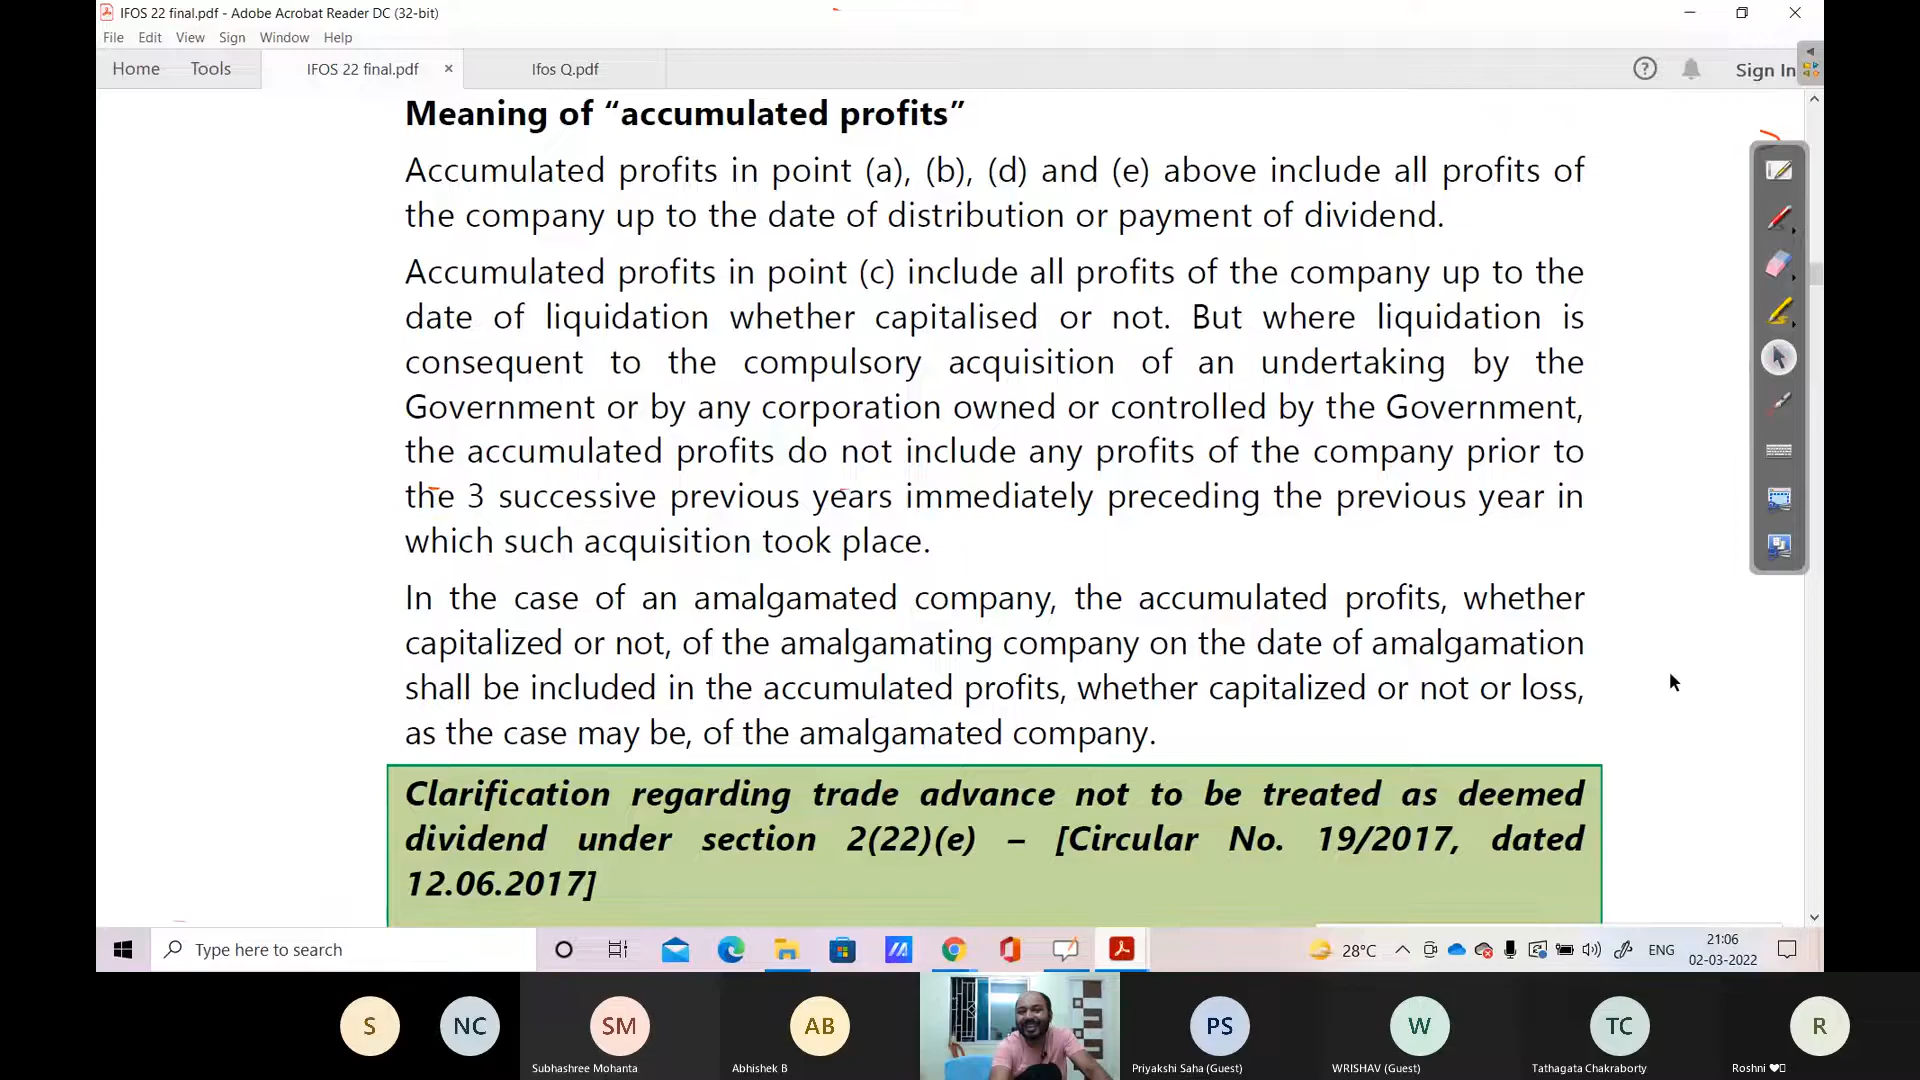 IFOS 22 final.pdf - Adobe Acrobat Reader DC (32-bit)
File Edit View Sign Window Help
Home Tools IFOS 22 final.pdf × Ifos Q.pdf Sign In
Meaning of “accumulated profits”
Accumulated profits in point (a), (b), (d) and (e) above include all profits of
the company up to the date of distribution or payment of dividend.
Accumulated profits in point (c) include all profits of the company up to the
date of liquidation whether capitalised or not. But where liquidation is
consequent to the compulsory acquisition of an undertaking by the
Government or by any corporation owned or controlled by the Government,
the accumulated profits do not include any profits of the company prior to
the 3 successive previous years immediately preceding the previous year in
which such acquisition took place.
In the case of an amalgamated company, the accumulated profits, whether
capitalized or not, of the amalgamating company on the date of amalgamation
shall be included in the accumulated profits, whether capitalized or not or loss,
as the case may be, of the amalgamated company.
Clarification regarding trade advance not to be treated as deemed
dividend under section 2(22)(e) – [Circular No. 19/2017, dated
12.06.2017]
Type here to search 28°C ENG 21:06
02-03-2022
S NC SM AB PS W TC R
Subhashree Mohanta Abhishek B Priyakshi Saha (Guest) WRISHAV (Guest) Tathagata Chakraborty Roshni